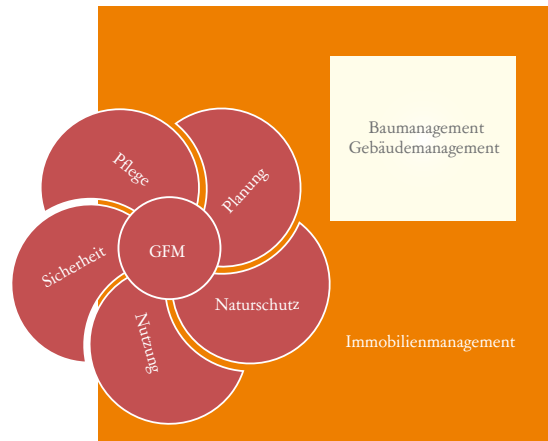 Baumanagement
Gebäudemanagement
Pflege
Planung
GFM
Sicherheit
Naturschutz
Nutzung
Immobilienmanagement